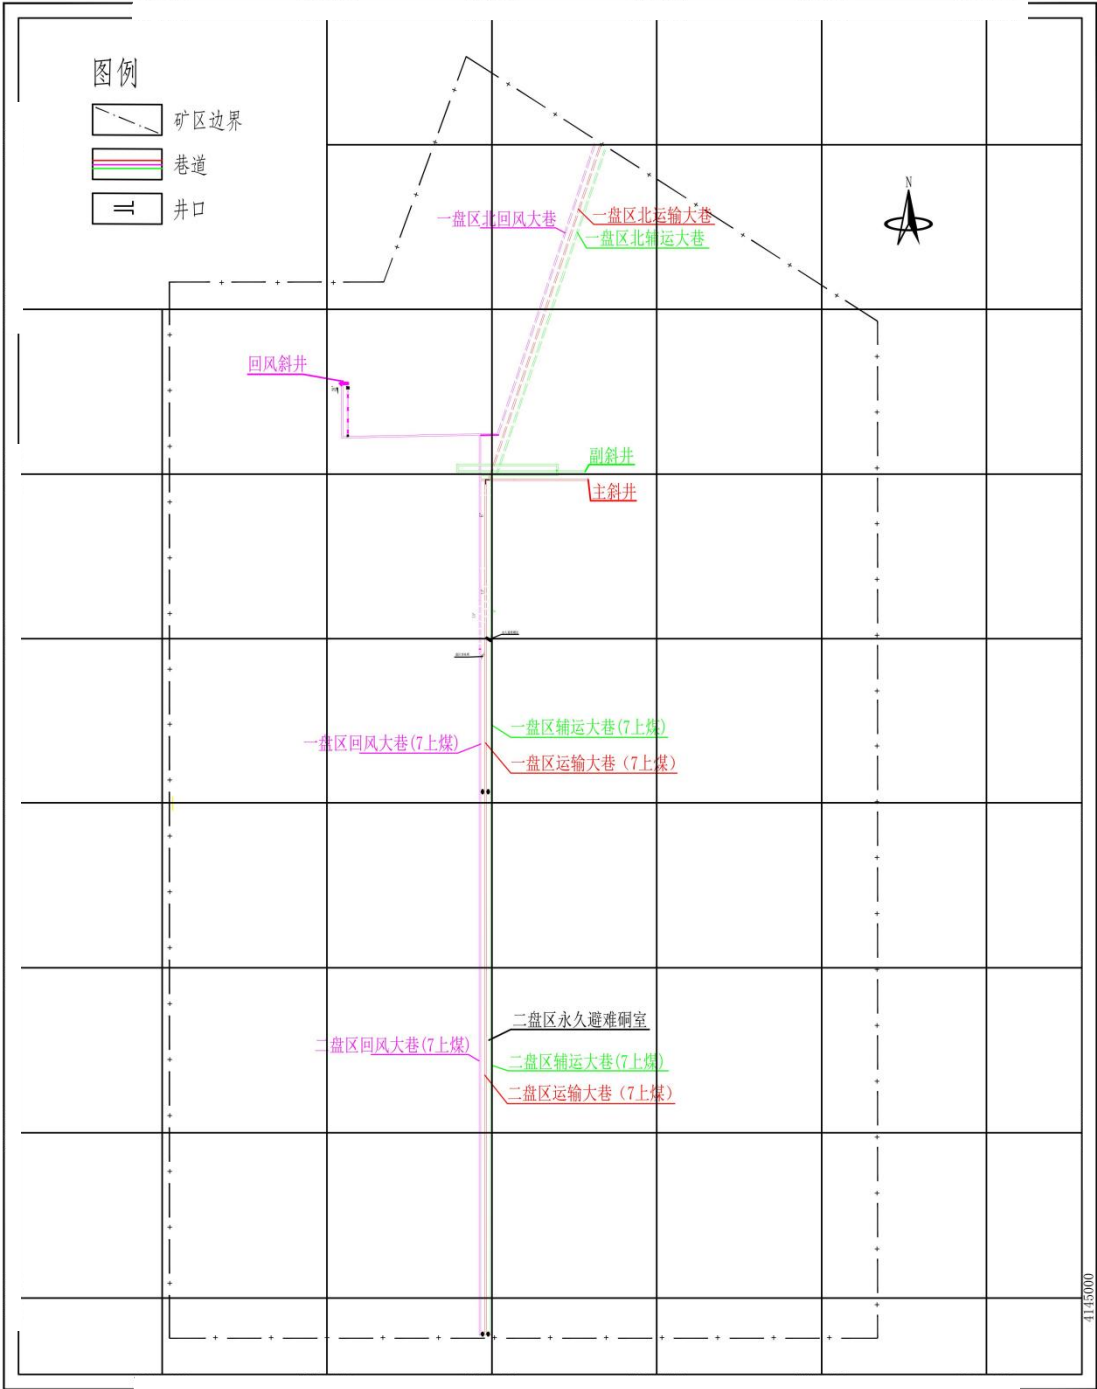 图例
矿区边界
巷道
井口
N
一盘区北回风大巷
一盘区北运输大巷
一盘区北辅运大巷
回风斜井
副斜井
主斜井
一盘区辅运大巷(7上煤)
一盘区回风大巷(7上煤)
一盘区运输大巷（7上煤）
二盘区永久避难硐室
二盘区回风大巷(7上煤)
二盘区辅运大巷(7上煤)
二盘区运输大巷（7上煤）
4145000